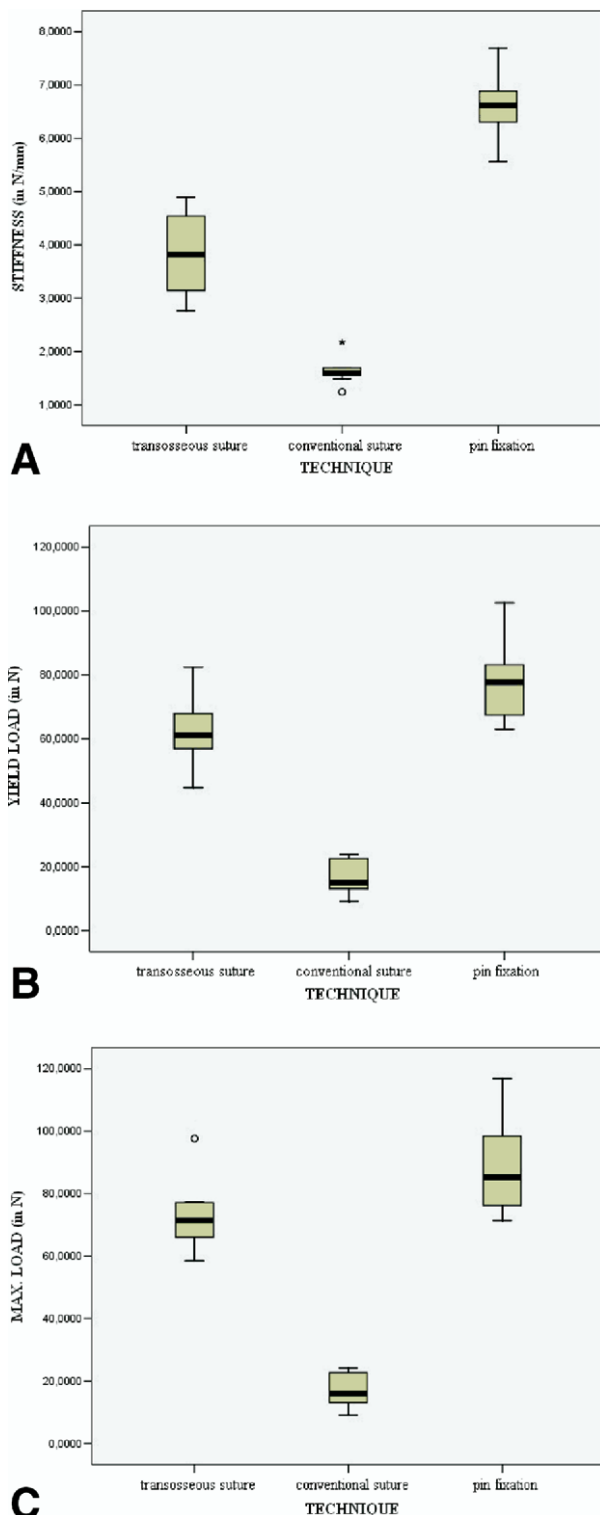 8,0000
7,0000
6,0000
5,0000
4,0000
3,0000
2,0000
1,0000
STIFFNESS (in N/mm)
*
transosseous suture conventional suture pin fixation
TECHNIQUE
A
120,0000
100,0000
80,0000
60,0000
40,0000
20,0000
0,0000
YIELD LOAD (in N)
transosseous suture conventional suture pin fixation
TECHNIQUE
B
120,0000
100,0000
80,0000
60,0000
40,0000
20,0000
0,0000
MAX. LOAD (in N)
transosseous suture conventional suture pin fixation
TECHNIQUE
C